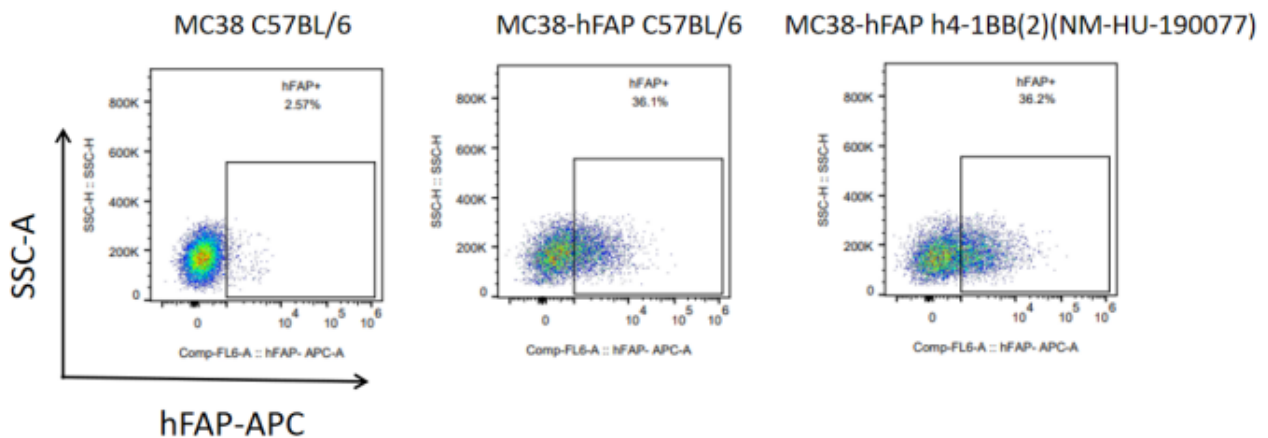 MC38 C57BL/6
MC38-hFAP C57BL/6
MC38-hFAP h4-1BB(2)(NM-HU-190077)
hFAP+
2.57%
800K
600K
400K
200K
0
SSC-H :: SSC-H
0
10^4
10^5
10^6
Comp-FL6-A :: hFAP- APC-A
hFAP+
36.1%
800K
600K
400K
200K
0
SSC-H :: SSC-H
0
10^4
10^5
10^6
Comp-FL6-A :: hFAP- APC-A
hFAP+
36.2%
800K
600K
400K
200K
0
SSC-H :: SSC-H
0
10^4
10^5
10^6
Comp-FL6-A :: hFAP- APC-A
SSC-A
hFAP-APC